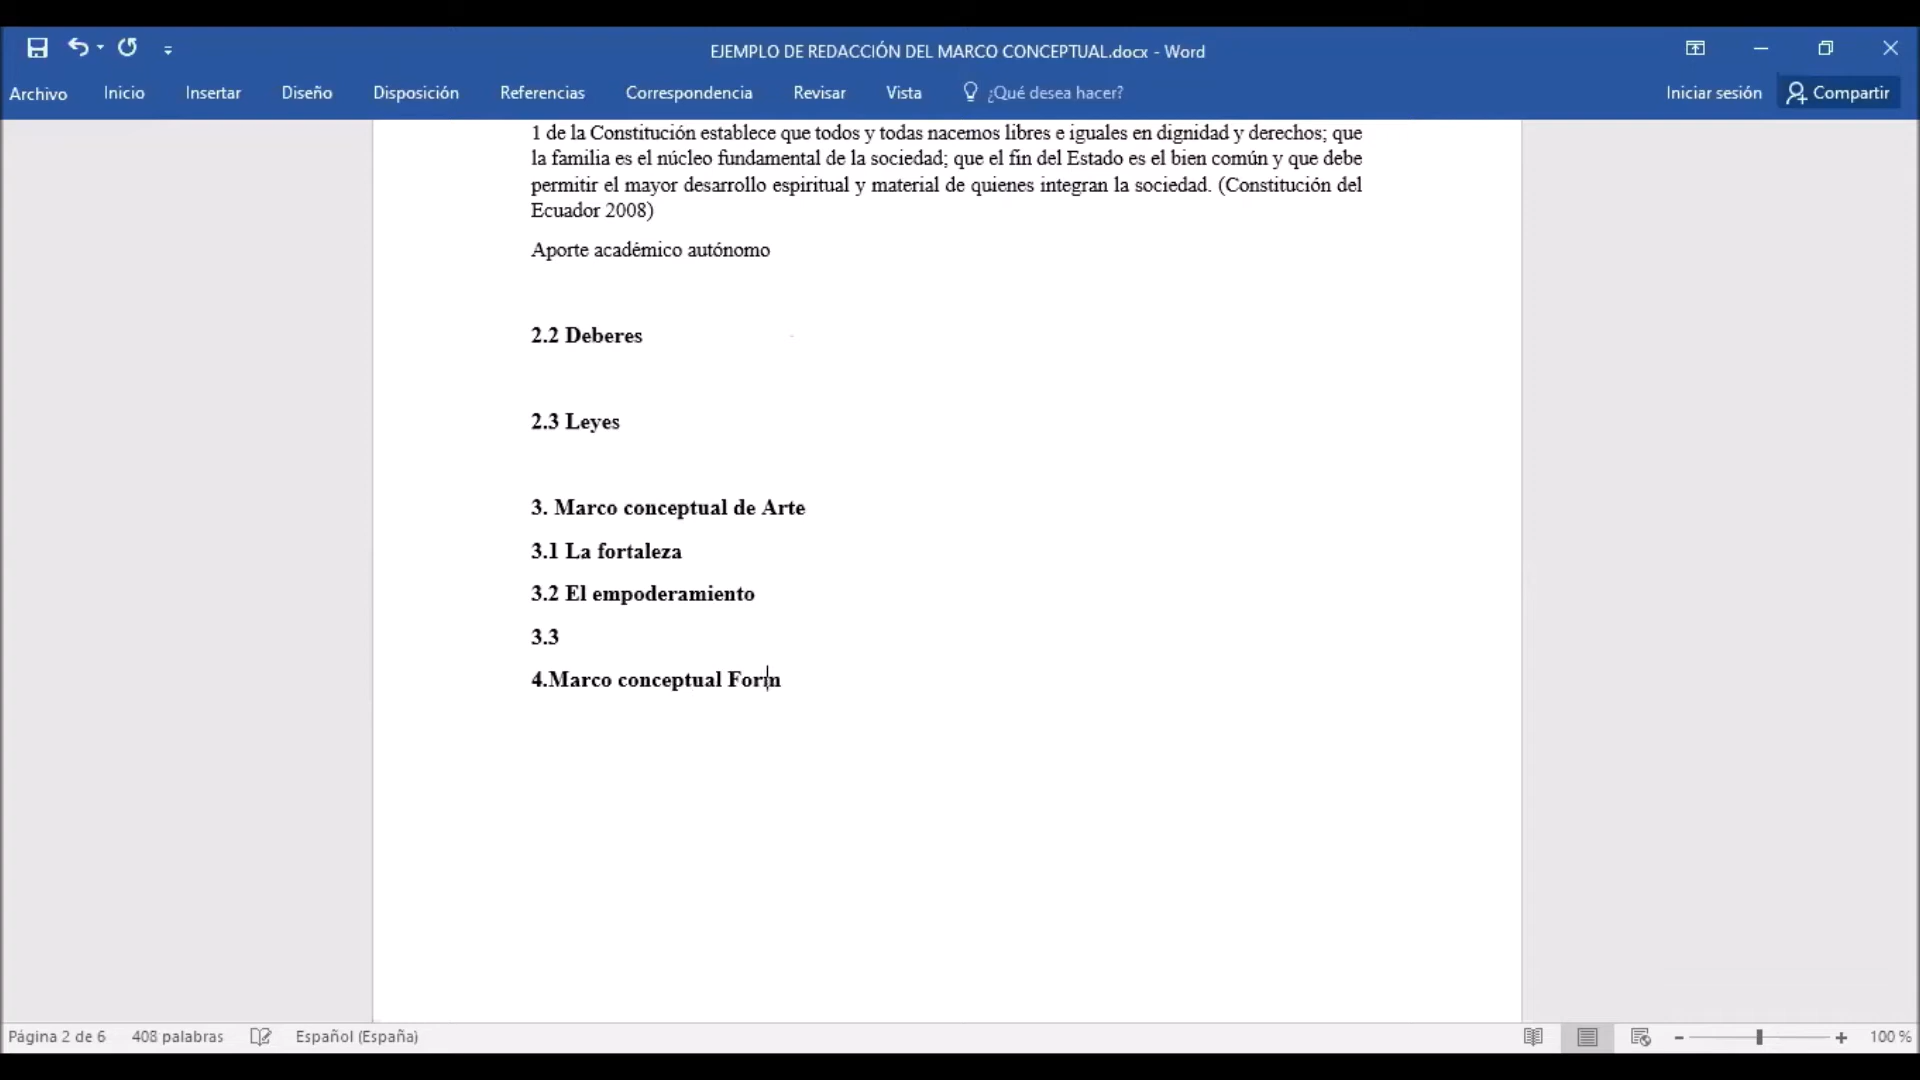 EJEMPLO DE REDACCIÓN DEL MARCO CONCEPTUAL.docx - Word
Archivo Inicio Insertar Diseño Disposición Referencias Correspondencia Revisar Vista ¿Qué desea hacer? Iniciar sesión Compartir
1 de la Constitución establece que todos y todas nacemos libres e iguales en dignidad y derechos; que
la familia es el núcleo fundamental de la sociedad; que el fin del Estado es el bien común y que debe
permitir el mayor desarrollo espiritual y material de quienes integran la sociedad. (Constitución del
Ecuador 2008)
Aporte académico autónomo
2.2 Deberes
2.3 Leyes
3. Marco conceptual de Arte
3.1 La fortaleza
3.2 El empoderamiento
3.3
4.Marco conceptual Form
Página 2 de 6 408 palabras Español (España) 100 %